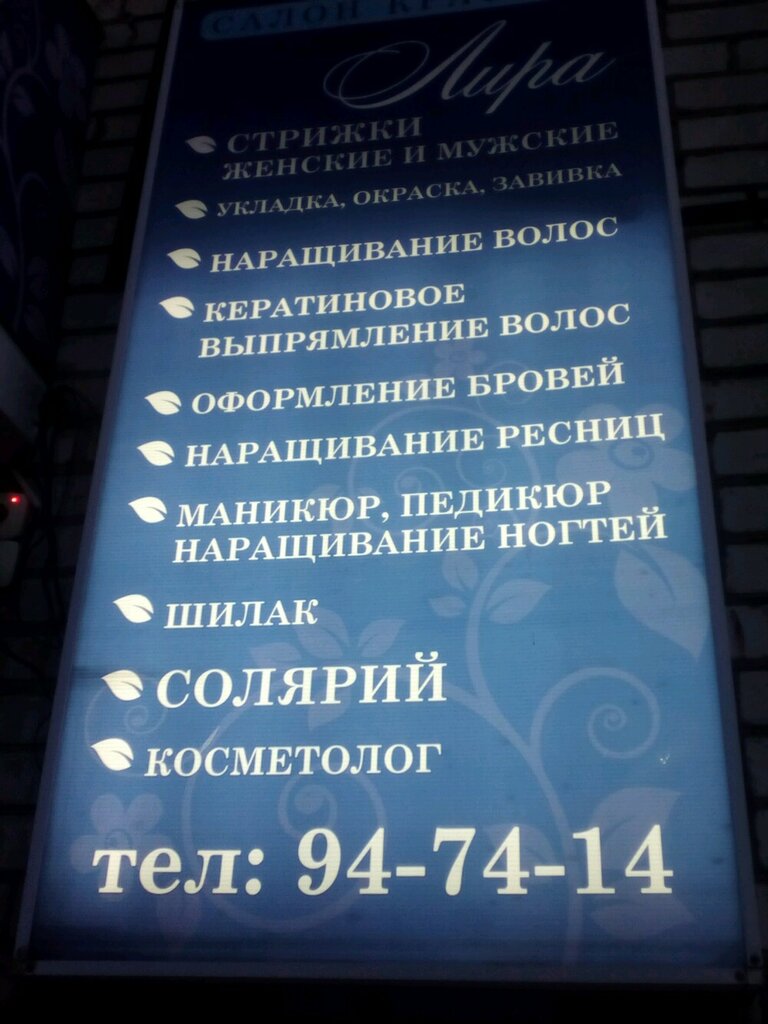 САЛОН
Лира
СТРИЖКИ
ЖЕНСКИЕ И МУЖСКИЕ
УКЛАДКА, ОКРАСКА, ЗАВИВКА
НАРАЩИВАНИЕ ВОЛОС
КЕРАТИНОВОЕ
ВЫПРЯМЛЕНИЕ ВОЛОС
ОФОРМЛЕНИЕ БРОВЕЙ
НАРАЩИВАНИЕ РЕСНИЦ
МАНИКЮР, ПЕДИКЮР
НАРАЩИВАНИЕ НОГТЕЙ
ШИЛАК
СОЛЯРИЙ
КОСМЕТОЛОГ
тел: 94-74-14